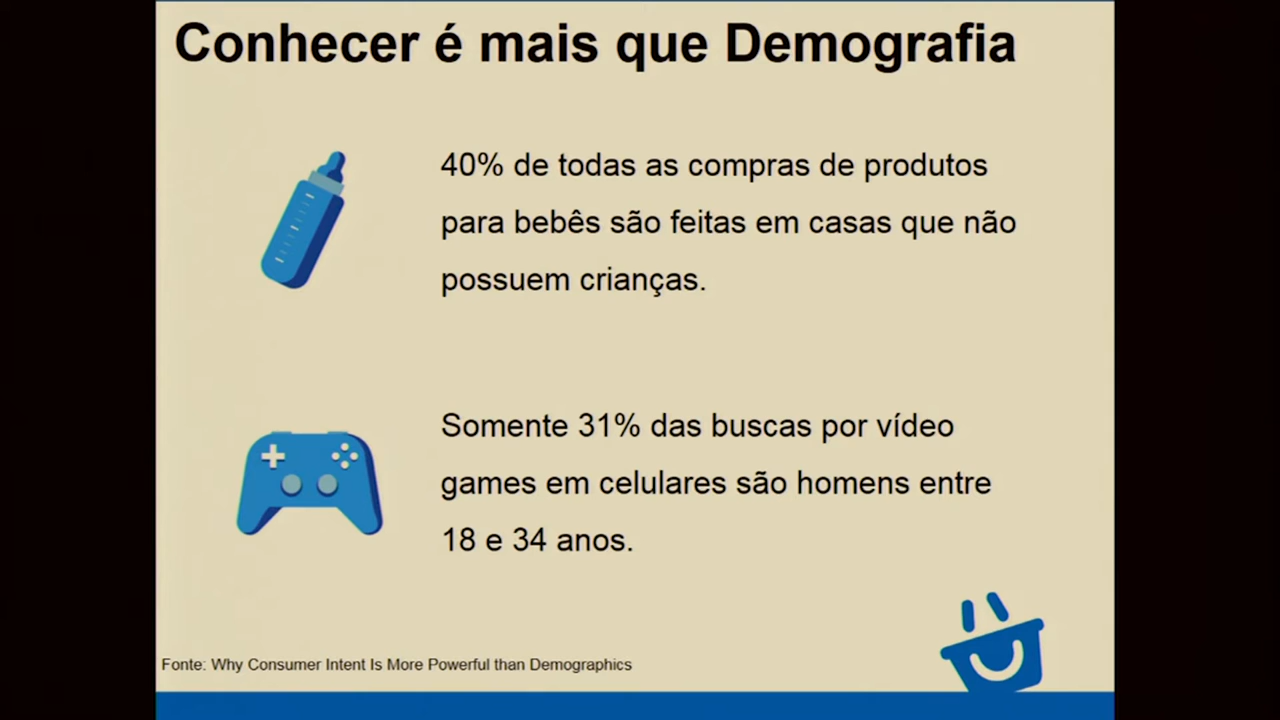 Conhecer é mais que Demografia
40% de todas as compras de produtos
para bebês são feitas em casas que não
possuem crianças.
Somente 31% das buscas por vídeo
games em celulares são homens entre
18 e 34 anos.
Fonte: Why Consumer Intent Is More Powerful than Demographics